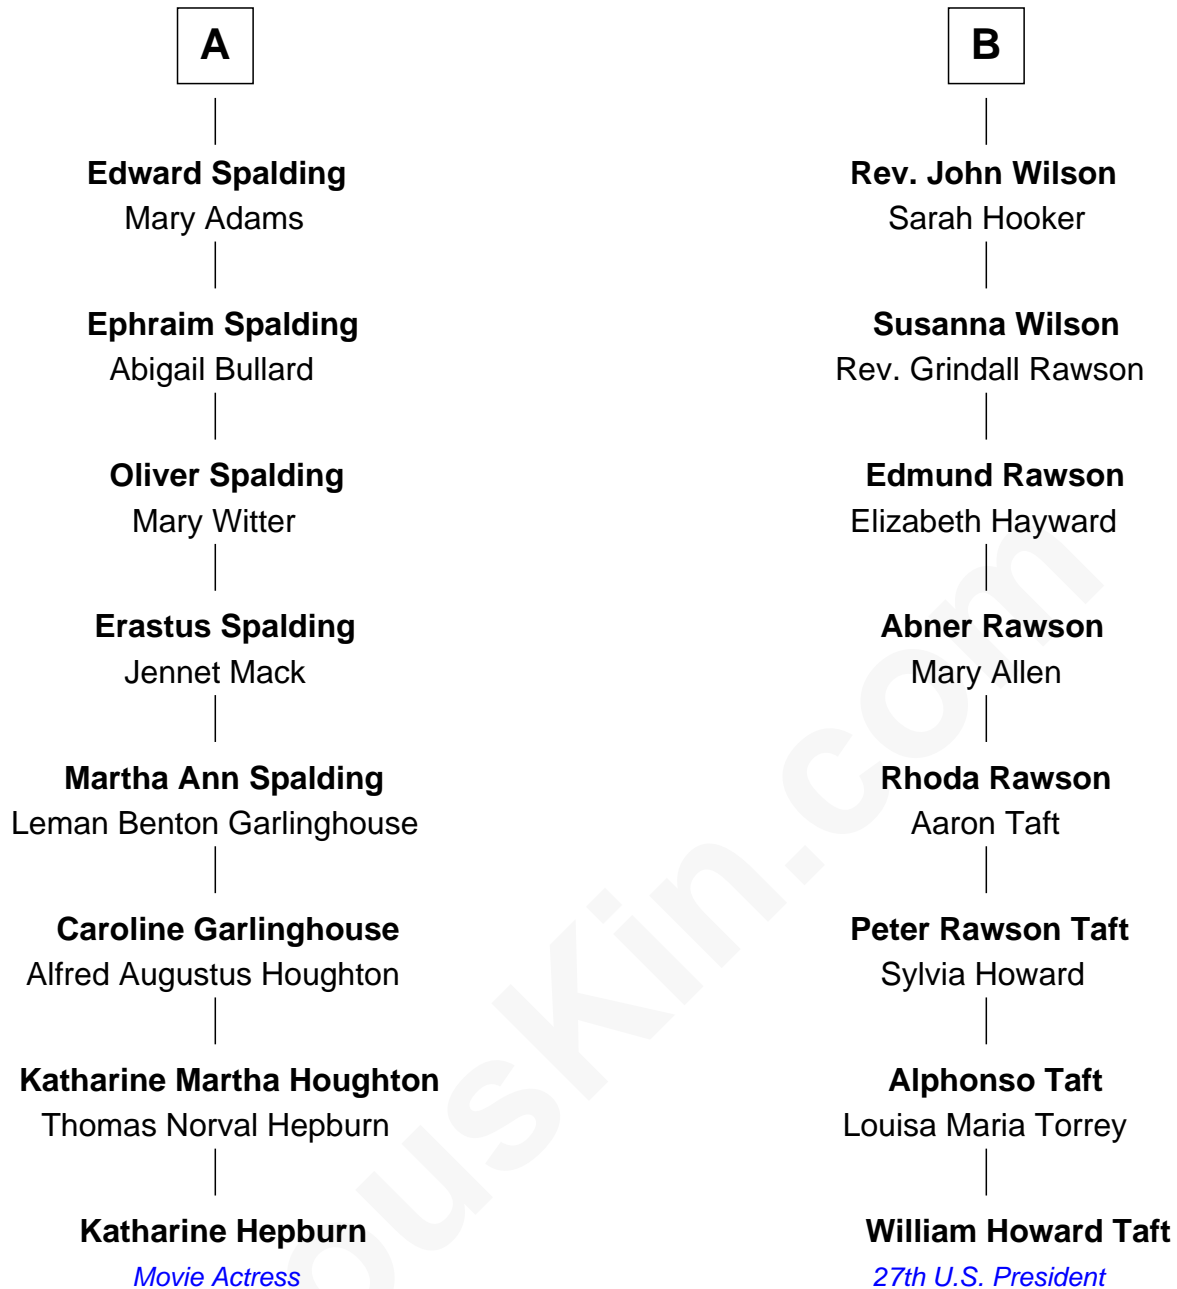 A
Edward Spalding
Mary Adams
Ephraim Spalding
Abigail Bullard
Oliver Spalding
Mary Witter
Erastus Spalding
Jennet Mack
Martha Ann Spalding
Leman Benton Garlinghouse
Caroline Garlinghouse
Alfred Augustus Houghton
Katharine Martha Houghton
Thomas Norval Hepburn
Katharine Hepburn
Movie Actress
B
Rev. John Wilson
Sarah Hooker
Susanna Wilson
Rev. Grindall Rawson
Edmund Rawson
Elizabeth Hayward
Abner Rawson
Mary Allen
Rhoda Rawson
Aaron Taft
Peter Rawson Taft
Sylvia Howard
Alphonso Taft
Louisa Maria Torrey
William Howard Taft
27th U.S. President
ousKin.com